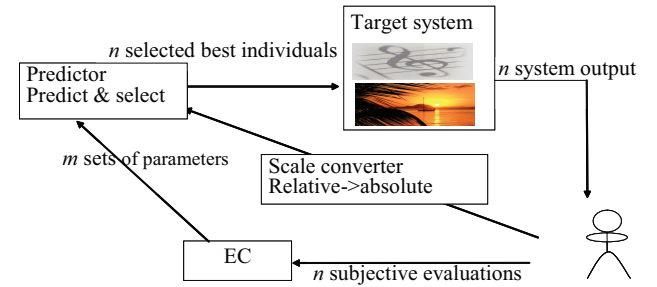 Target system
n selected best individuals
Predictor
Predict & select
n system output
m sets of parameters
Scale converter
Relative->absolute
EC
n subjective evaluations